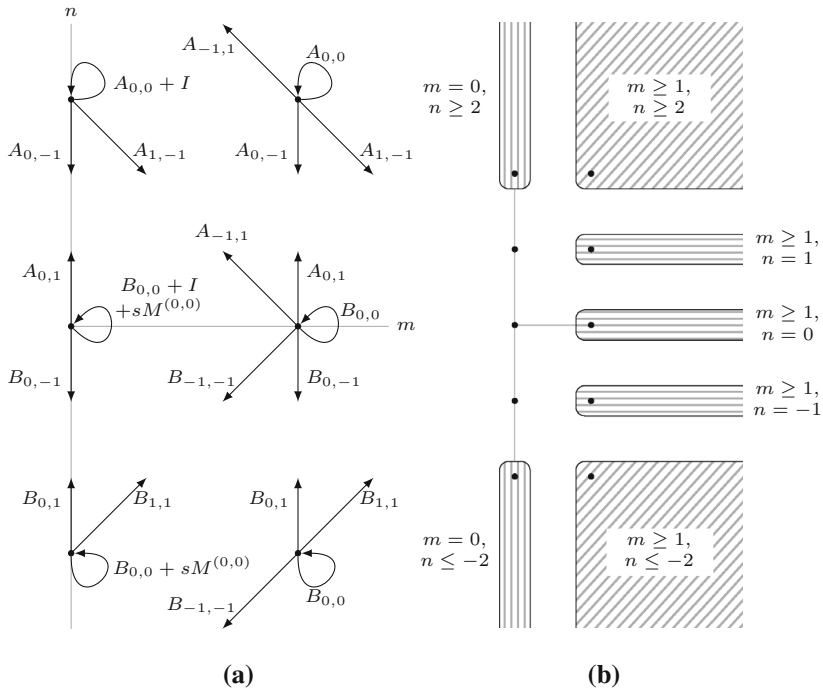 n
A_{-1,1}
A_{0,0}
A_{0,0} + I
A_{0,-1}
A_{1,-1}
A_{0,-1}
A_{1,-1}
A_{-1,1}
A_{0,1}
B_{0,0} + I
+sM^{(0,0)}
A_{0,1}
B_{0,0}
m
B_{0,-1}
B_{-1,-1}
B_{0,-1}
B_{0,1}
B_{1,1}
B_{0,1}
B_{1,1}
B_{0,0} + sM^{(0,0)}
B_{0,0}
B_{-1,-1}
(a)
m = 0,
n ≥ 2
m ≥ 1,
n ≥ 2
m ≥ 1,
n = 1
m ≥ 1,
n = 0
m ≥ 1,
n = −1
m = 0,
n ≤ −2
m ≥ 1,
n ≤ −2
(b)